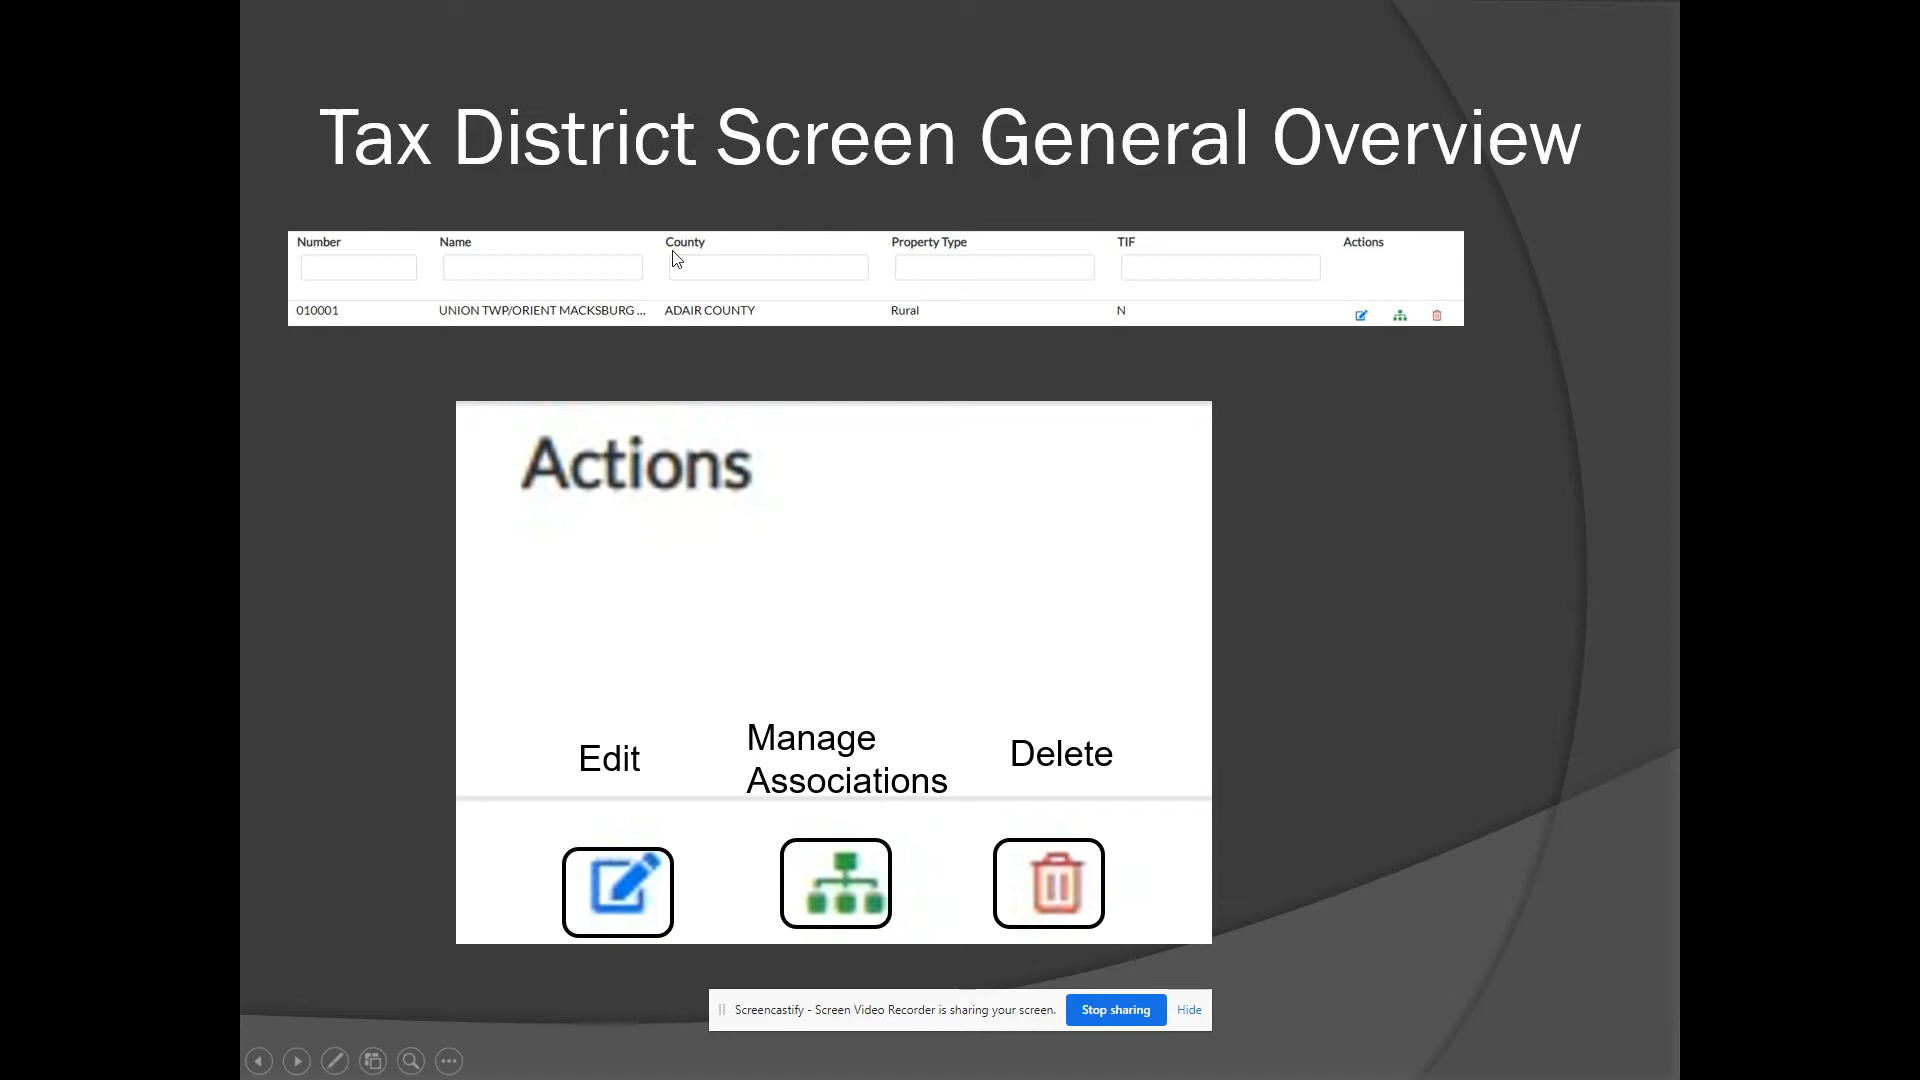 Tax District Screen General Overview
Number Name County Property Type TIF Actions
010001 UNION TWP/ORIENT MACKSBURG ... ADAIR COUNTY Rural N
Actions
Edit Manage Associations Delete
Screencastify - Screen Video Recorder is sharing your screen. Stop sharing Hide